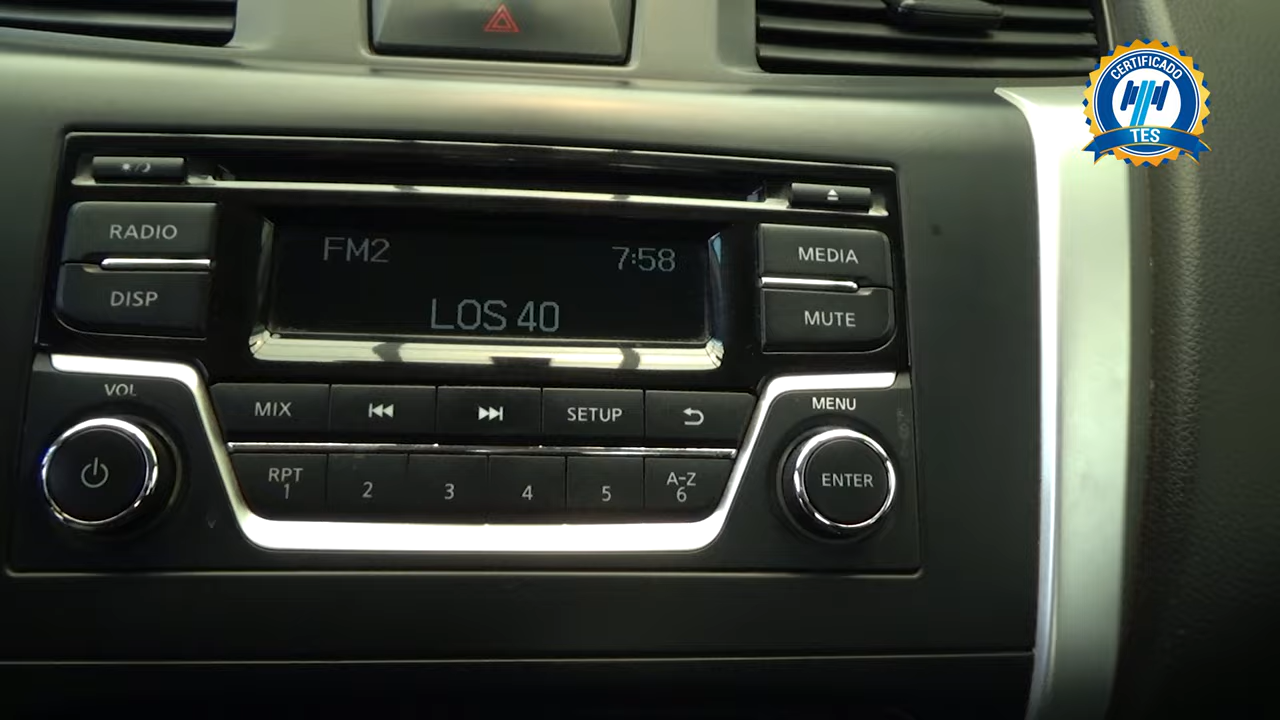 CERTIFICADO
TES
RADIO
DISP
FM2
7:58
LOS 40
MEDIA
MUTE
VOL
MIX
SETUP
MENU
RPT
1
2
3
4
5
A-Z
6
ENTER